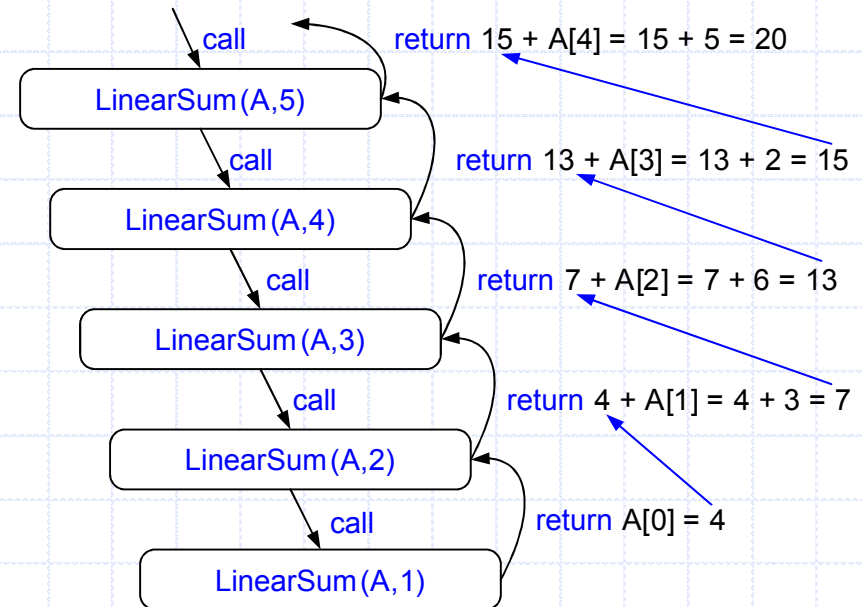 call
return 15 + A[4] = 15 + 5 = 20
LinearSum(A,5)
call
return 13 + A[3] = 13 + 2 = 15
LinearSum(A,4)
call
return 7 + A[2] = 7 + 6 = 13
LinearSum(A,3)
call
return 4 + A[1] = 4 + 3 = 7
LinearSum(A,2)
call
return A[0] = 4
LinearSum(A,1)